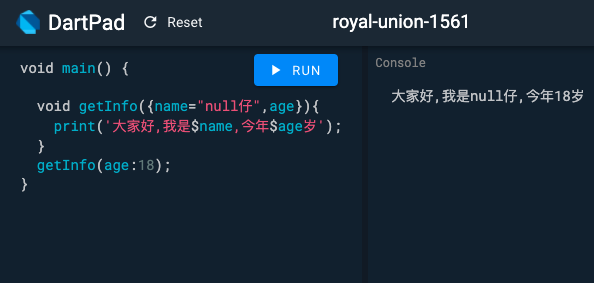 DartPad Reset royal-union-1561
void main() {
RUN
Console
void getInfo({name="null仔",age}){
print('大家好,我是$name,今年$age岁');
}
getInfo(age:18);
}
大家好,我是null仔,今年18岁